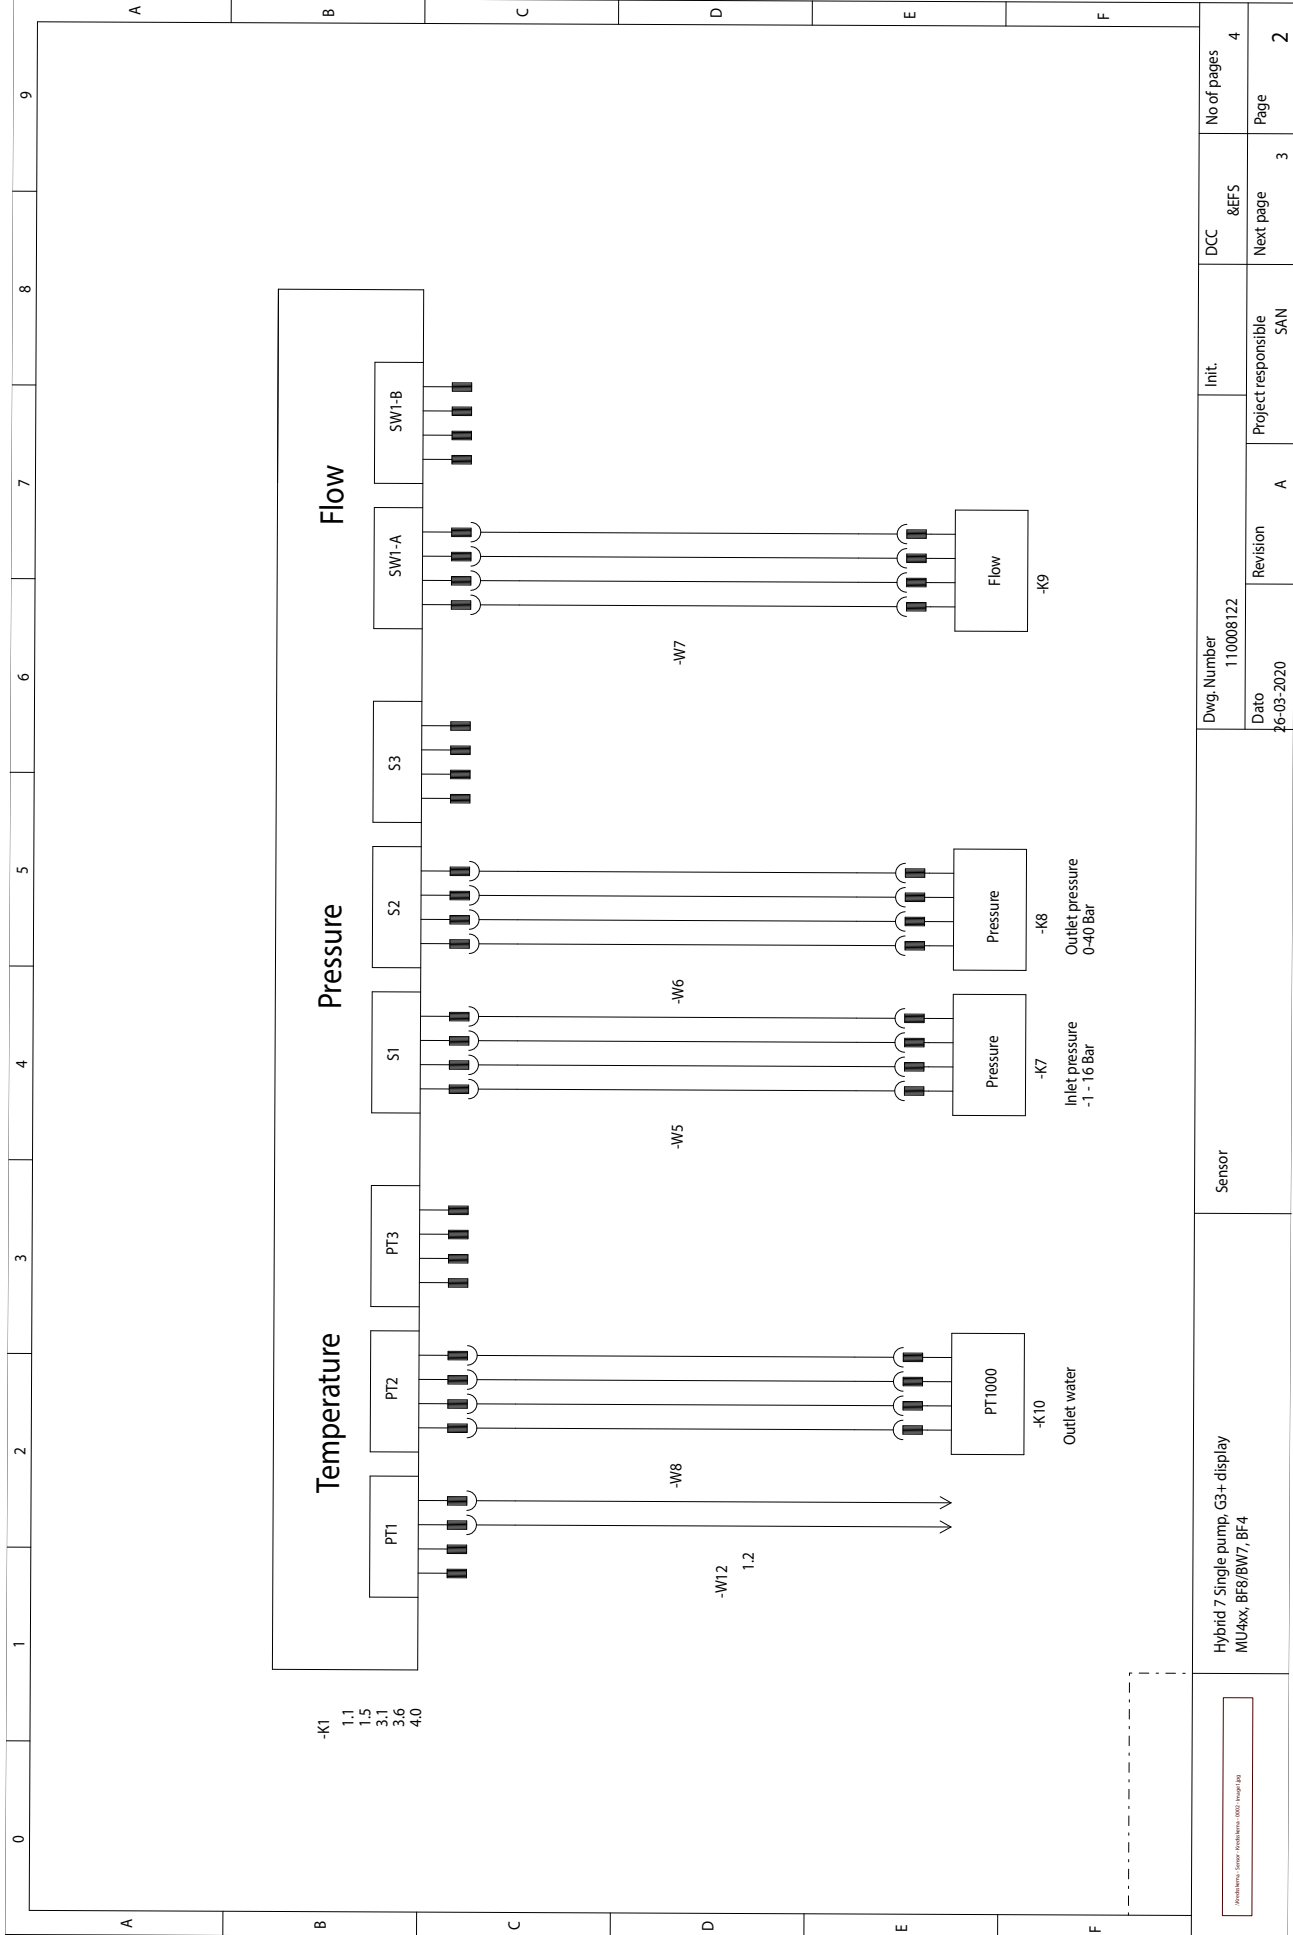 0
1
2
3
4
5
6
7
8
9
A
A
B
B
C
C
D
D
E
E
F
F
-K1
1.1
1.5
3.1
3.6
4.0
Temperature
Pressure
Flow
PT1
PT2
PT3
S1
S2
S3
SW1-A
SW1-B
-W12
1.2
-W8
-W5
-W6
-W7
PT1000
-K10
Outlet water
Pressure
-K7
Inlet pressure
-1 - 16 Bar
Pressure
-K8
Outlet pressure
0-40 Bar
Flow
-K9
Hybrid 7 Single pump, G3+ display
MU4xx, BF8/BW7, BF4
Sensor
Dwg. Number
110008122
Init.
DCC
&EFS
No of pages
4
Dato
26-03-2020
Revision
A
Project responsible
SAN
Next page
3
Page
2